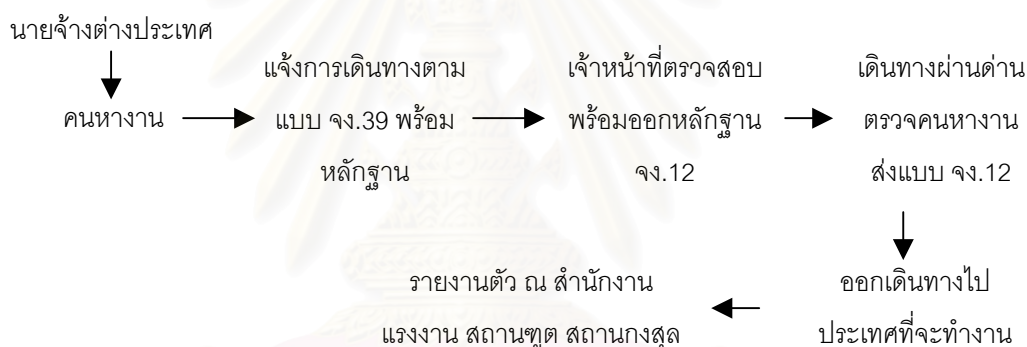 นายจ้างต่างประเทศ
คนหางาน
แจ้งการเดินทางตาม
แบบ จง.39 พร้อม
หลักฐาน
เจ้าหน้าที่ตรวจสอบ
พร้อมออกหลักฐาน
จง.12
เดินทางผ่านด่าน
ตรวจคนหางาน
ส่งแบบ จง.12
ออกเดินทางไป
ประเทศที่จะทำงาน
รายงานตัว ณ สำนักงาน
แรงงาน สถานฑูต สถานกงสุล